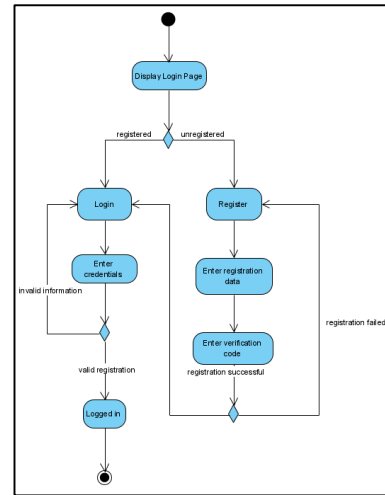 Display Login Page
registered
unregistered
Login
Register
Enter
credentials
Enter registration
data
invalid information
registration failed
Enter verification
code
valid registration
registration successful
Logged in